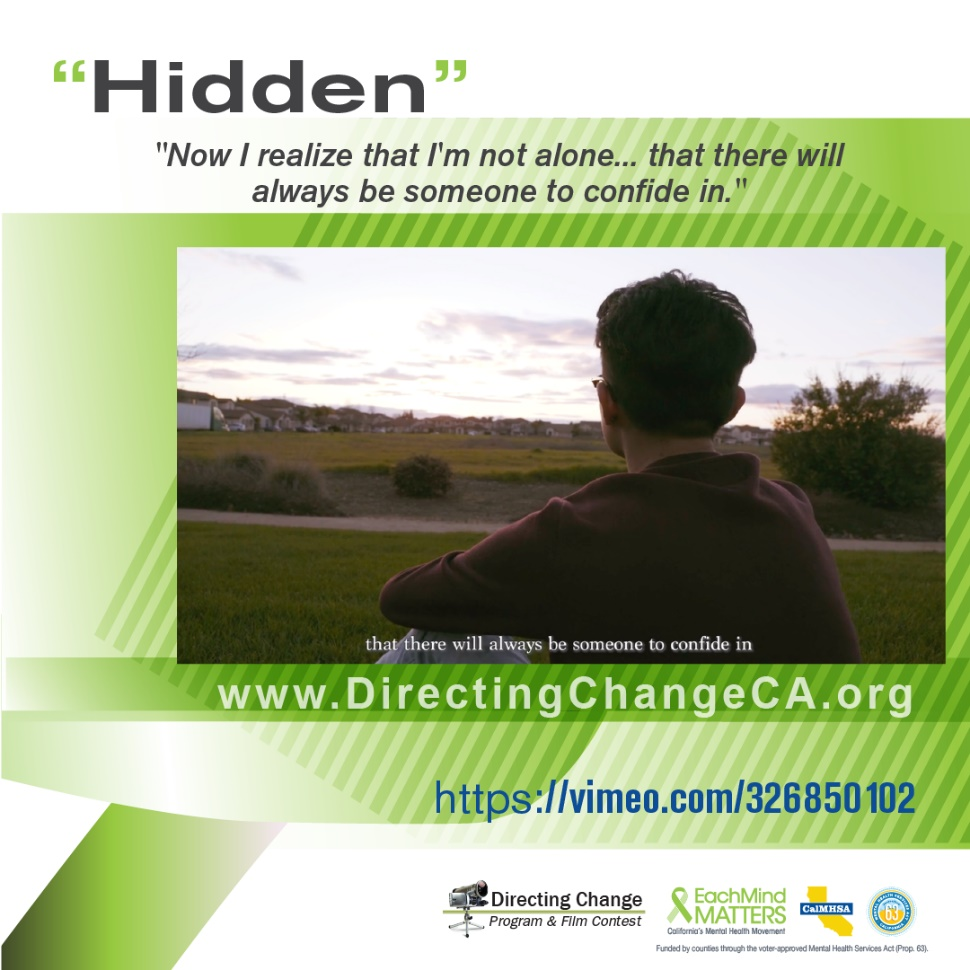 “Hidden”
"Now I realize that I'm not alone... that there will
always be someone to confide in."
that there will always be someone to confide in
www.DirectingChangeCA.org
https://vimeo.com/326850102
Directing Change
Program & Film Contest
EachMind
MATTERS
California's Mental Health Movement
CalMHSA
63
Funded by counties through the voter-approved Mental Health Services Act (Prop. 63).